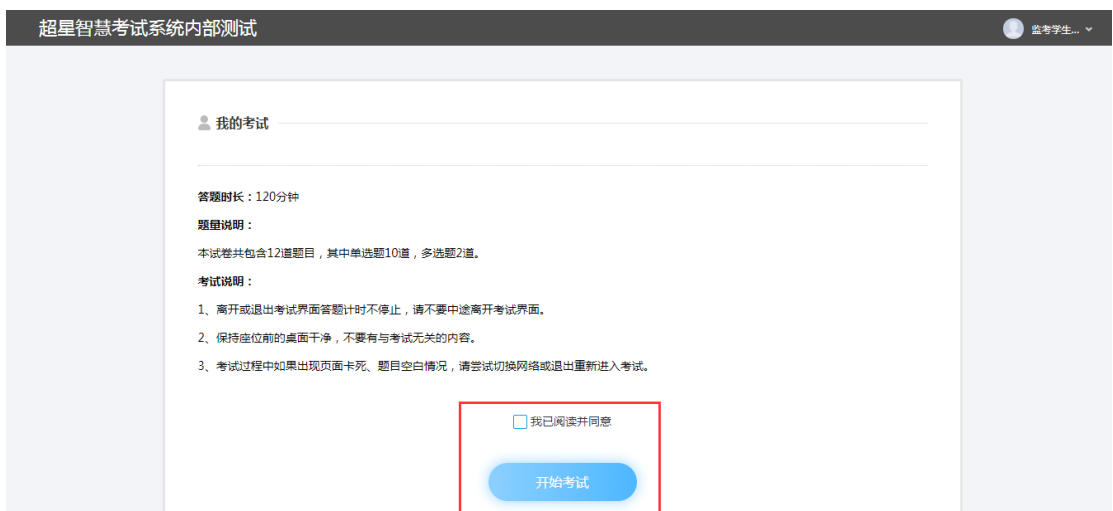 超星智慧考试系统内部测试
监考学生...
我的考试
答题时长：120分钟
题量说明：
本试卷共包含12道题目，其中单选题10道，多选题2道。
考试说明：
1、离开或退出考试界面答题计时不停止，请不要中途离开考试界面。
2、保持座位前的桌面干净，不要有与考试无关的内容。
3、考试过程中如果出现页面卡死、题目空白情况，请尝试切换网络或退出重新进入考试。
我已阅读并同意
开始考试